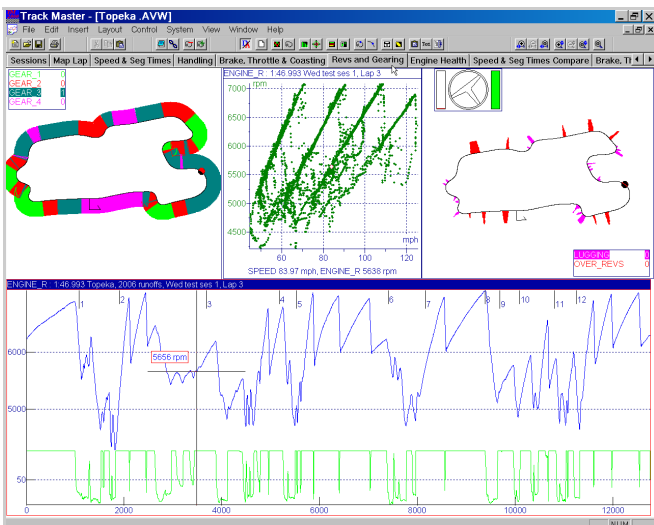 Track Master - [Topeka .AVW]
File Edit Insert Layout Control System View Window Help
Sessions Map Lap Speed & Seg Times Handling Brake, Throttle & Coasting Revs and Gearing Engine Health Speed & Seg Times Compare Brake, Th
GEAR_1 0
GEAR_2 0
GEAR_3 1
GEAR_4 0
ENGINE_R : 1:46.993 Wed test ses 1, Lap 3
rpm
7000
6000
5500
5000
4500
mph
60 80 100 120
SPEED 83.97 mph, ENGINE_R 5638 rpm
LUGGING 0
OVER_REVS 0
ENGINE_R : 1:46.993 Topeka, 2006 runoffs, Wed test ses 1, Lap 3
1 2 3 4 5 6 7 8 9 10 11 12
6000
5656 rpm
5000
50
0 2000 4000 6000 8000 10000 12000
NUM